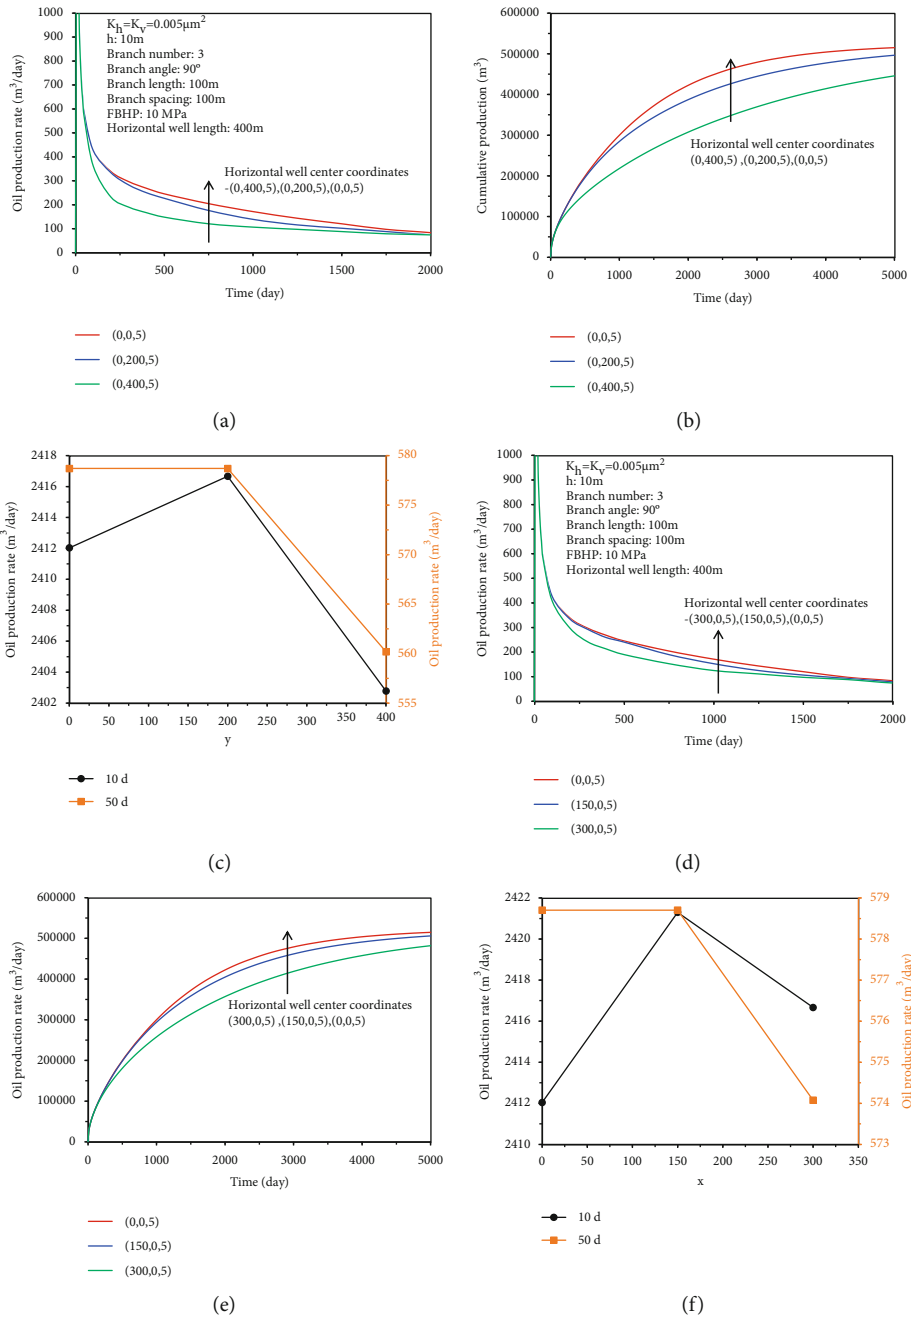 1000
900
800
700
600
500
400
300
200
100
0
Oil production rate (m³/day)
K_h=K_v=0.005μm²
h: 10m
Branch number: 3
Branch angle: 90º
Branch length: 100m
Branch spacing: 100m
FBHP: 10 MPa
Horizontal well length: 400m
Horizontal well center coordinates
-(0,400,5),(0,200,5),(0,0,5)
0 500 1000 1500 2000
Time (day)
(0,0,5)
(0,200,5)
(0,400,5)
(a)
600000
500000
400000
300000
200000
100000
0
Cumulative production (m³)
Horizontal well center coordinates
(0,400,5) ,(0,200,5),(0,0,5)
0 1000 2000 3000 4000 5000
Time (day)
(0,0,5)
(0,200,5)
(0,400,5)
(b)
2418
2416
2414
2412
2410
2408
2406
2404
2402
Oil production rate (m³/day)
580
575
570
565
560
555
Oil production rate (m³/day)
0 50 100 150 200 250 300 350 400
y
10 d
50 d
(c)
1000
900
800
700
600
500
400
300
200
100
0
Oil production rate (m³/day)
K_h=K_v=0.005μm²
h: 10m
Branch number: 3
Branch angle: 90º
Branch length: 100m
Branch spacing: 100m
FBHP: 10 MPa
Horizontal well length: 400m
Horizontal well center coordinates
-(300,0,5),(150,0,5),(0,0,5)
0 500 1000 1500 2000
Time (day)
(0,0,5)
(150,0,5)
(300,0,5)
(d)
600000
500000
400000
300000
200000
100000
0
Oil production rate (m³/day)
Horizontal well center coordinates
(300,0,5) ,(150,0,5),(0,0,5)
0 1000 2000 3000 4000 5000
Time (day)
(0,0,5)
(150,0,5)
(300,0,5)
(e)
2422
2420
2418
2416
2414
2412
2410
Oil production rate (m³/day)
579
578
577
576
575
574
573
Oil production rate (m³/day)
0 50 100 150 200 250 300 350
x
10 d
50 d
(f)